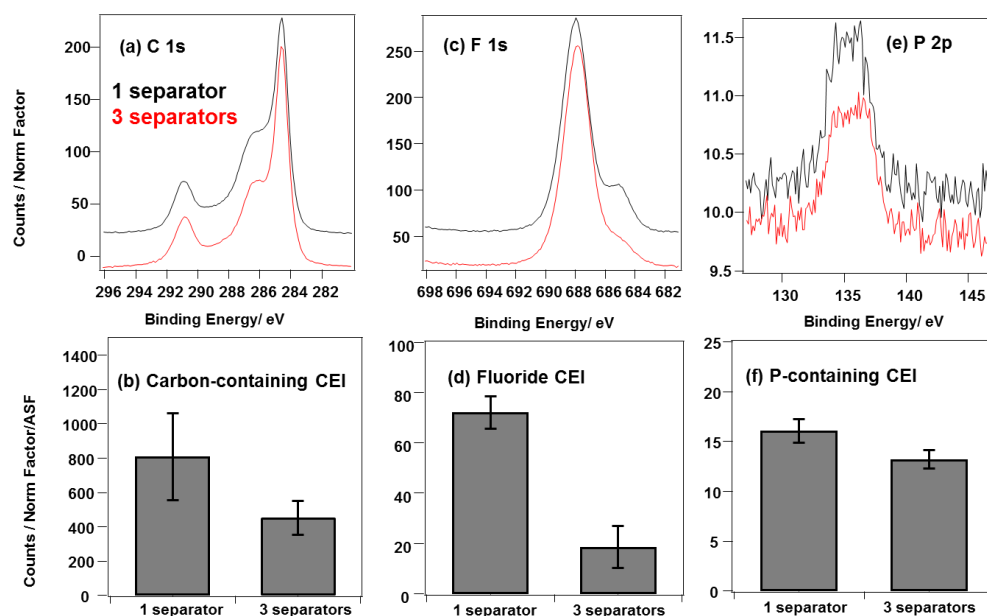 Counts / Norm Factor
(a) C 1s
1 separator
3 separators
200
150
100
50
0
296 294 292 290 288 286 284 282
Binding Energy/ eV
(c) F 1s
250
200
150
100
50
698 696 694 692 690 688 686 684 682
Binding Energy/ eV
(e) P 2p
11.5
11.0
10.5
10.0
9.5
130 135 140 145
Binding Energy/ eV
Counts / Norm Factor/ASF
(b) Carbon-containing CEI
1400
1200
1000
800
600
400
200
0
1 separator 3 separators
(d) Fluoride CEI
100
80
60
40
20
0
1 separator 3 separators
(f) P-containing CEI
25
20
15
10
5
0
1 separator 3 separators